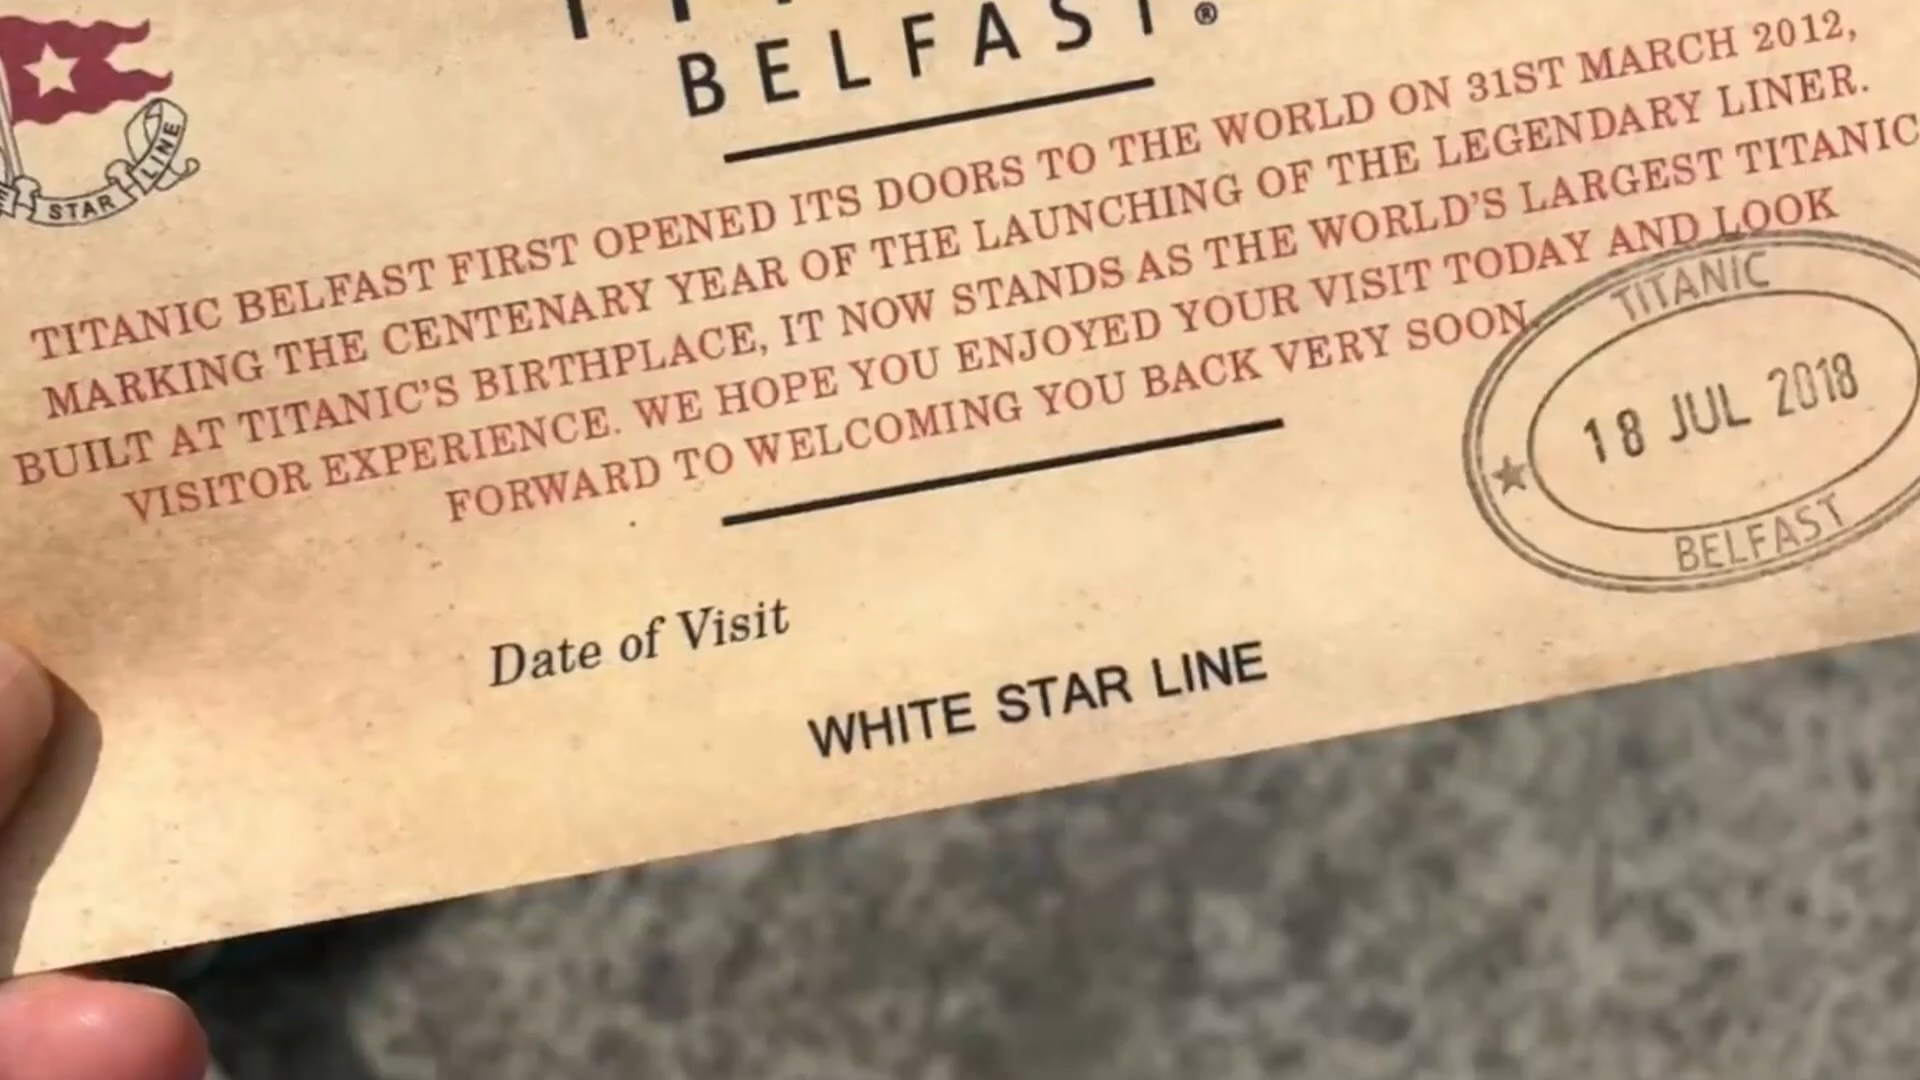 BELFAST®
STAR LINE
TITANIC BELFAST FIRST OPENED ITS DOORS TO THE WORLD ON 31ST MARCH 2012,
MARKING THE CENTENARY YEAR OF THE LAUNCHING OF THE LEGENDARY LINER.
BUILT AT TITANIC'S BIRTHPLACE, IT NOW STANDS AS THE WORLD'S LARGEST TITANIC
VISITOR EXPERIENCE. WE HOPE YOU ENJOYED YOUR VISIT TODAY AND LOOK
FORWARD TO WELCOMING YOU BACK VERY SOON
TITANIC
18 JUL 2018
BELFAST
Date of Visit
WHITE STAR LINE